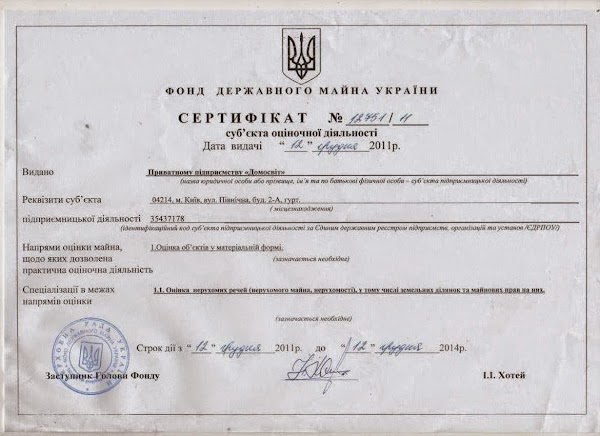 ФОНД ДЕРЖАВНОГО МАЙНА УКРАЇНИ
СЕРТИФІКАТ № 12751/11
суб'єкта оціночної діяльності
Дата видачі "12" грудня 2011р.
Видано Приватному підприємству «Домосвіт»
(назва юридичної особи або прізвище, ім'я та по батькові фізичної особи – суб'єкта підприємницької діяльності)
Реквізити суб'єкта 04214, м. Київ, вул. Північна, буд. 2-А, гурт.
( місцезнаходження)
підприємницької діяльності 35437178
(ідентифікаційний код суб'єкта підприємницької діяльності за Єдиним державним реєстром підприємств, організацій та установ /ЄДРПОУ/)
Напрями оцінки майна, 1.Оцінка об'єктів у матеріальній формі.
щодо яких дозволена (зазначається необхідне)
практична оціночна діяльність
Спеціалізації в межах 1.1. Оцінка нерухомих речей (нерухомого майна, нерухомості), у тому числі земельних ділянок та майнових прав на них.
напрямів оцінки
(зазначається необхідне)
Строк дії з "12" грудня 2011р. до "12" грудня 2014р.
Заступник Голови Фонду І.І. Хотей